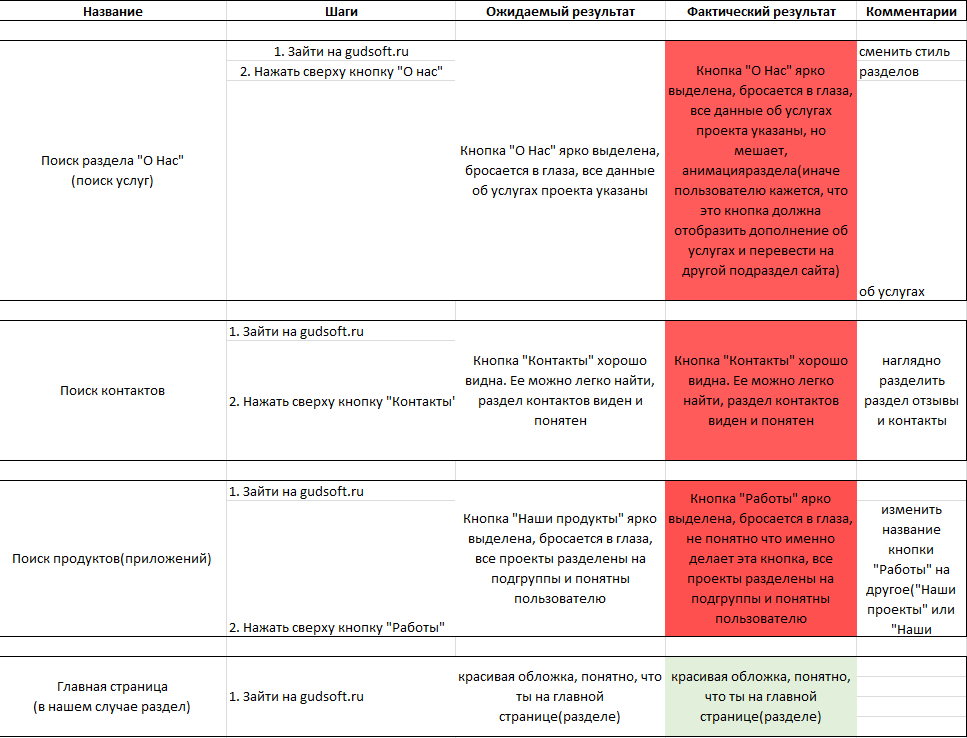 Название
Шаги
Ожидаемый результат
Фактический результат
Комментарии
Поиск раздела "О Нас"
(поиск услуг)
1. Зайти на gudsoft.ru
2. Нажать сверху кнопку "О нас"
Кнопка "О Нас" ярко выделена,
бросается в глаза, все данные
об услугах проекта указаны
Кнопка "О Нас" ярко
выделена, бросается в глаза,
все данные об услугах
проекта указаны, но
мешает,
анимацияраздела(иначе
пользователю кажется, что
это кнопка должна
отобразить дополнение об
услугах и перевести на
другой подраздел сайта)
сменить стиль
разделов
об услугах
Поиск контактов
1. Зайти на gudsoft.ru
2. Нажать сверху кнопку "Контакты"
Кнопка "Контакты" хорошо
видна. Ее можно легко найти,
раздел контактов виден и
понятен
Кнопка "Контакты" хорошо
видна. Ее можно легко
найти, раздел контактов
виден и понятен
наглядно
разделить
раздел отзывы
и контакты
Поиск продуктов(приложений)
1. Зайти на gudsoft.ru
2. Нажать сверху кнопку "Работы"
Кнопка "Наши продукты" ярко
выделена, бросается в глаза,
все проекты разделены на
подгруппы и понятны
пользователю
Кнопка "Работы" ярко
выделена, бросается в глаза,
не понятно что именно
делает эта кнопка, все
проекты разделены на
подгруппы и понятны
пользователю
изменить
название
кнопки
"Работы" на
другое("Наши
проекты" или
"Наши
Главная страница
(в нашем случае раздел)
1. Зайти на gudsoft.ru
красивая обложка, понятно, что
ты на главной
странице(разделе)
красивая обложка, понятно,
что ты на главной
странице(разделе)